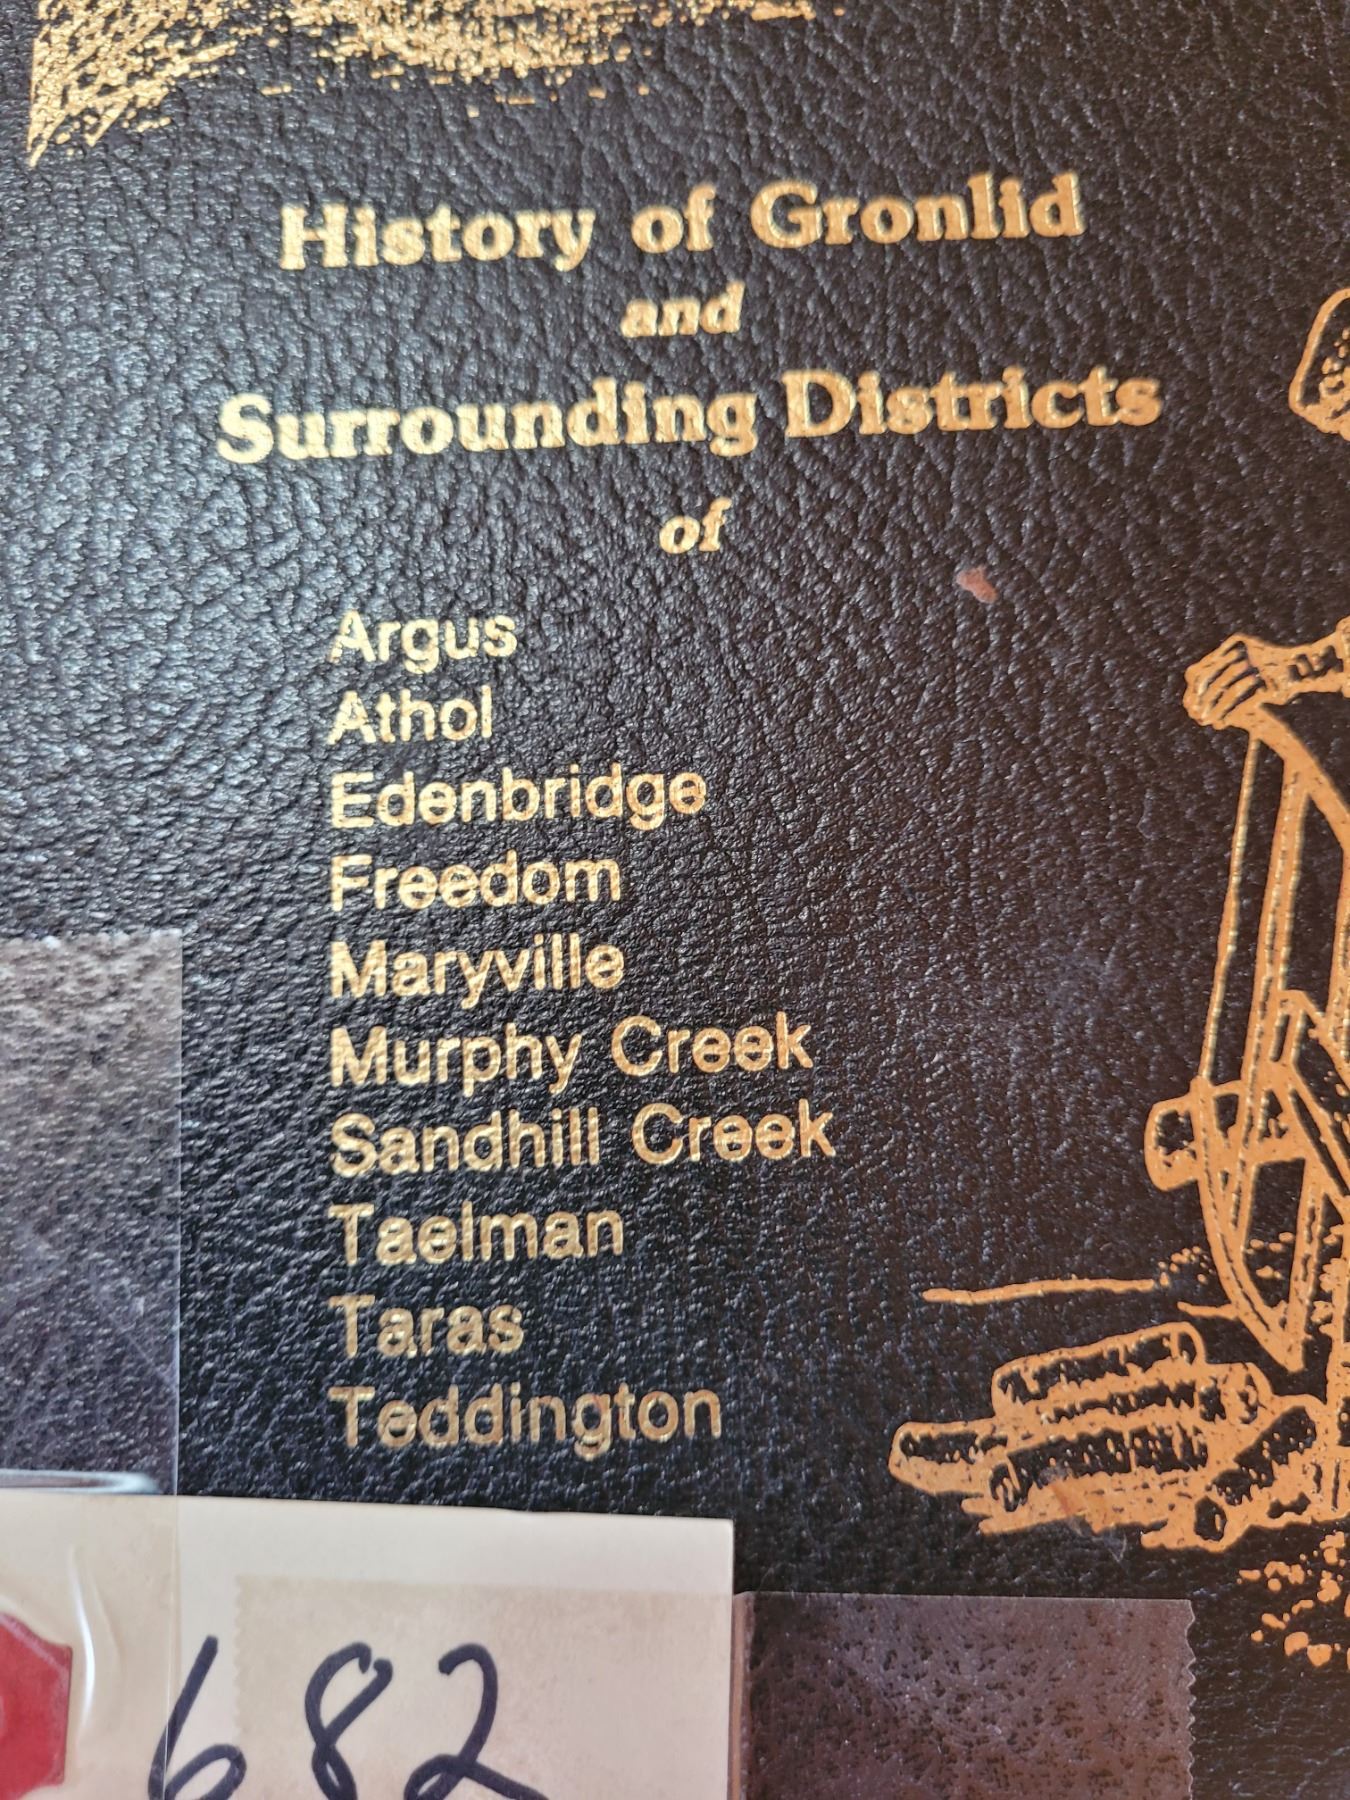 History of Gronlid
and
Surrounding Districts
of
Argus
Athol
Edenbridge
Freedom
Maryville
Murphy Creek
Sandhill Creek
Taelman
Taras
Teddington
682